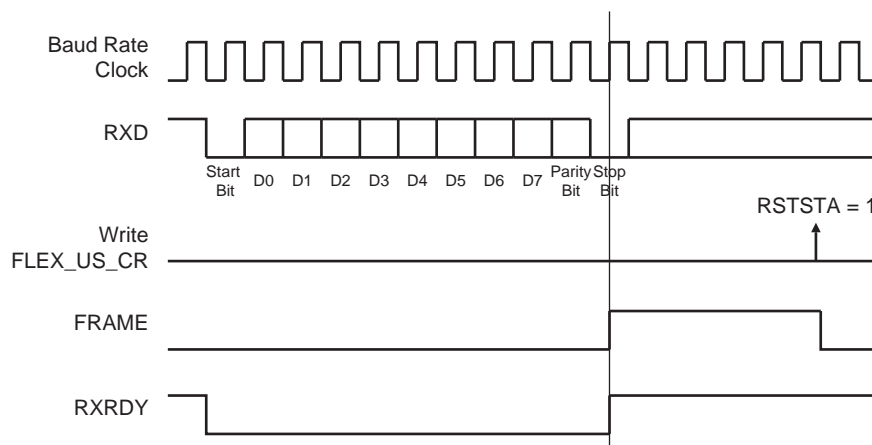 Baud Rate
Clock
RXD
Start
Bit
D0 D1 D2 D3 D4 D5 D6 D7
Parity
Bit
Stop
Bit
RSTSTA = 1
Write
FLEX_US_CR
FRAME
RXRDY